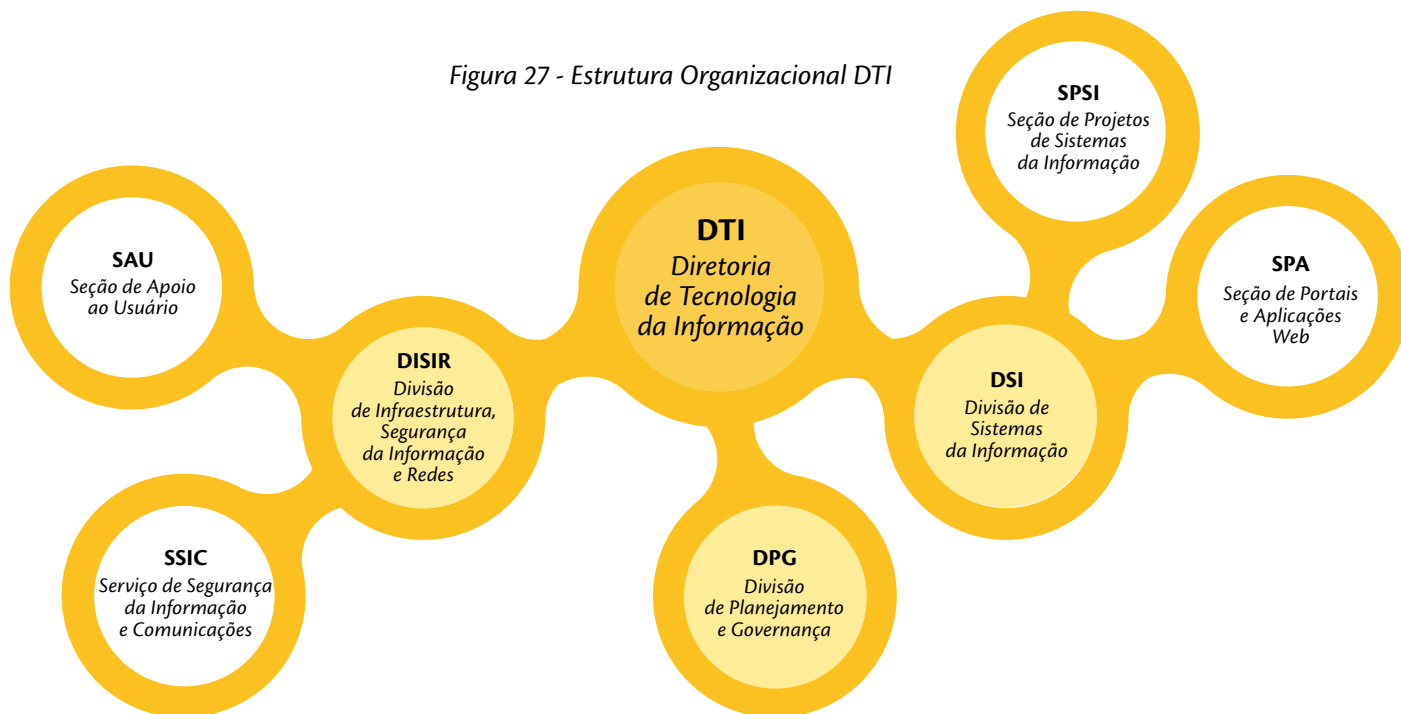 Figura 27 - Estrutura Organizacional DTI
SPSI
Seção de Projetos
de Sistemas
da Informação
DTI
Diretoria
de Tecnologia
da Informação
SAU
Seção de Apoio
ao Usuário
SPA
Seção de Portais
e Aplicações
Web
DISIR
Divisão
de Infraestrutura,
Segurança
da Informação
e Redes
DSI
Divisão de
Sistemas
da Informação
SSIC
Serviço de Segurança
da Informação
e Comunicações
DPG
Divisão
de Planejamento
e Governança